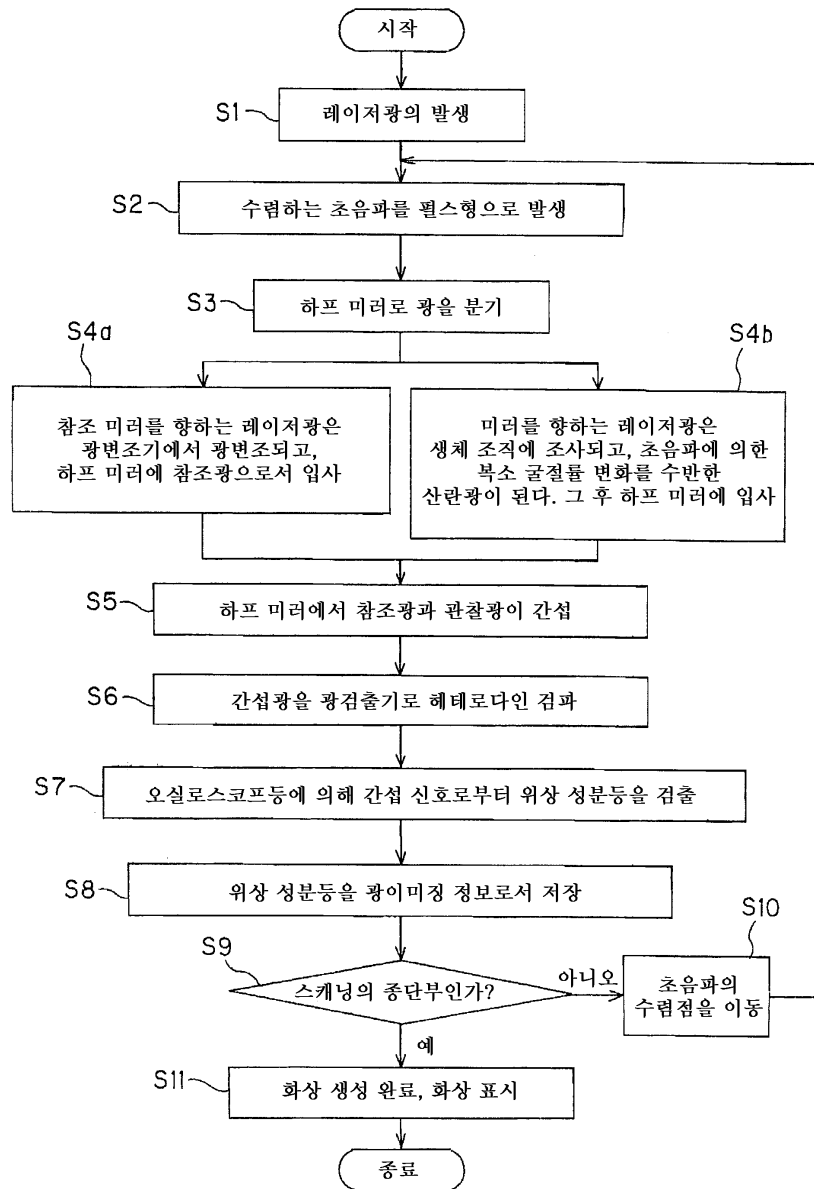 시작
S1
레이저광의 발생
S2
수렴하는 초음파를 펄스형으로 발생
S3
하프 미러로 광을 분기
S4a
참조 미러를 향하는 레이저광은
광변조기에서 광변조되고,
하프 미러에 참조광으로서 입사
S4b
미러를 향하는 레이저광은
생체 조직에 조사되고, 초음파에 의한
복소 굴절률 변화를 수반한
산란광이 된다. 그 후 하프 미러에 입사
S5
하프 미러에서 참조광과 관찰광이 간섭
S6
간섭광을 광검출기로 헤테로다인 검파
S7
오실로스코프등에 의해 간섭 신호로부터 위상 성분등을 검출
S8
위상 성분등을 광이미징 정보로서 저장
S9
스캐닝의 종단부인가?
아니오
S10
초음파의
수렴점을 이동
예
S11
화상 생성 완료, 화상 표시
종료